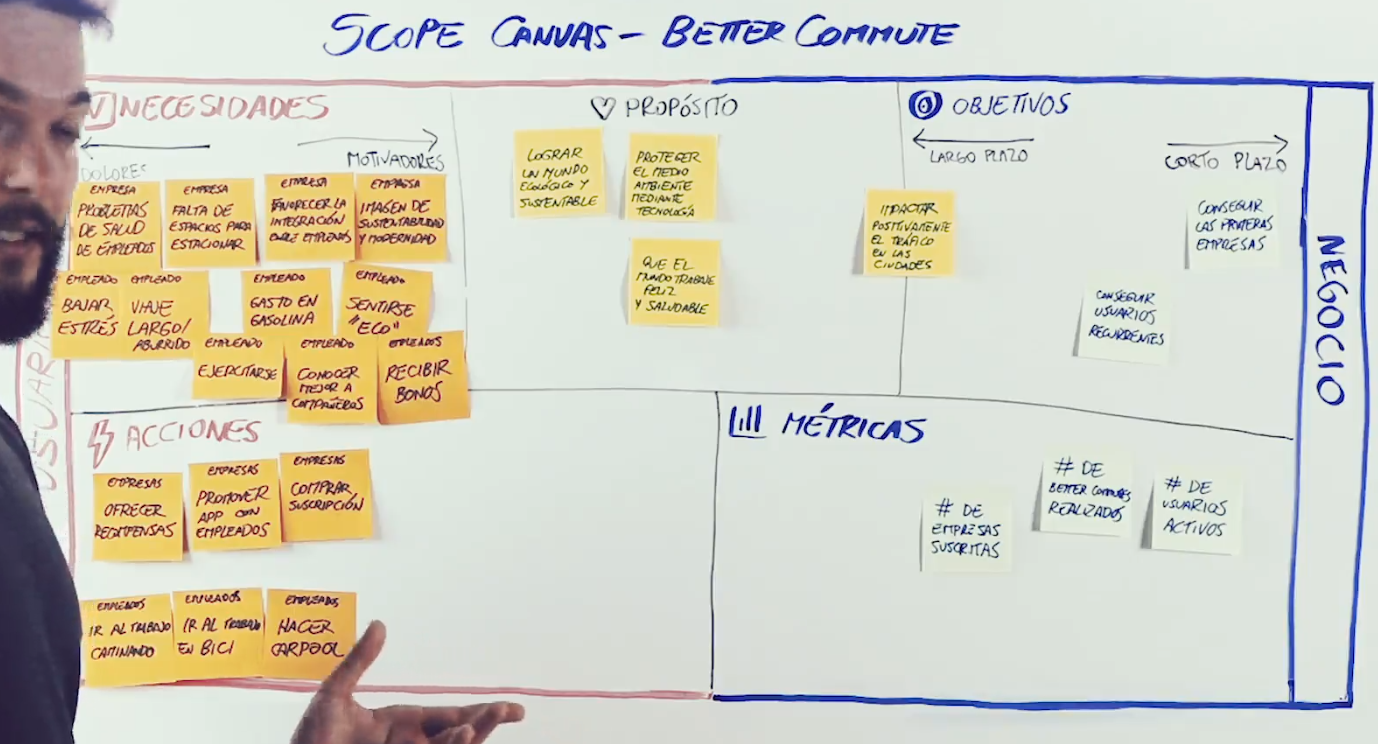 SCOPE CANVAS - BETTER COMMUTE
NECESIDADES
DOLORES
MOTIVADORES
EMPRESA
PROBLEMAS
DE SALUD
DE EMPLEADOS
EMPRESA
FALTA DE
ESPACIOS PARA
ESTACIONAR
EMPRESA
FAVORECER LA
INTEGRACIÓN
ENTRE EMPLEADOS
EMPRESA
IMAGEN DE
SUSTENTABILIDAD
Y MODERNIDAD
EMPLEADO
BAJAR
ESTRÉS
EMPLEADO
VIAJE
LARGO/
ABURRIDO
EMPLEADO
GASTO EN
GASOLINA
EMPLEADO
SENTIRSE
"ECO"
EMPLEADO
EJERCITARSE
EMPLEADO
CONOCER
MEJOR A
COMPAÑEROS
EMPLEADOS
RECIBIR
BONOS
PROPÓSITO
LOGRAR
UN MUNDO
ECOLÓGICO Y
SUSTENTABLE
PROTEGER
EL MEDIO
AMBIENTE
MEDIANTE
TECNOLOGÍA
QUE EL
MUNDO TRABAJE
FELIZ
Y SALUDABLE
OBJETIVOS
LARGO PLAZO
CORTO PLAZO
IMPACTAR
POSITIVAMENTE
EL TRÁFICO
EN LAS
CIUDADES
CONSEGUIR
LAS PRIMERAS
EMPRESAS
CONSEGUIR
USUARIOS
RECURRENTES
NEGOCIO
ACCIONES
EMPRESAS
OFRECER
RECOMPENSAS
EMPRESAS
PROMOVER
APP CON
EMPLEADOS
EMPRESAS
COMPRAR
SUSCRIPCIÓN
EMPLEADOS
IR AL TRABAJO
CAMINANDO
EMPLEADOS
IR AL TRABAJO
EN BICI
EMPLEADOS
HACER
CARPOOL
MÉTRICAS
# DE
EMPRESAS
SUSCRITAS
# DE
BETTER COMMUTES
REALIZADOS
# DE
USUARIOS
ACTIVOS